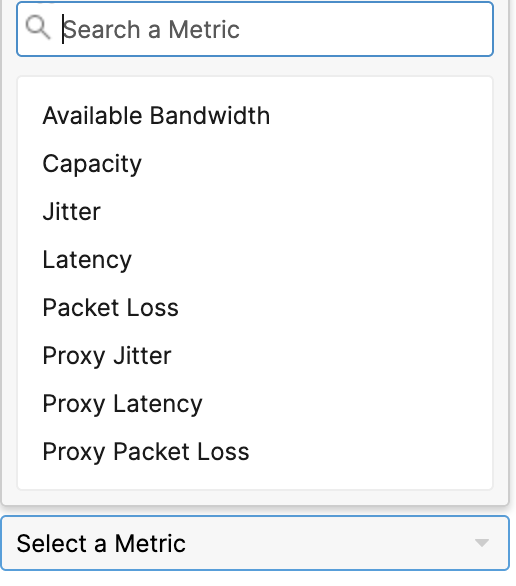 Search a Metric
Available Bandwidth
Capacity
Jitter
Latency
Packet Loss
Proxy Jitter
Proxy Latency
Proxy Packet Loss
Select a Metric